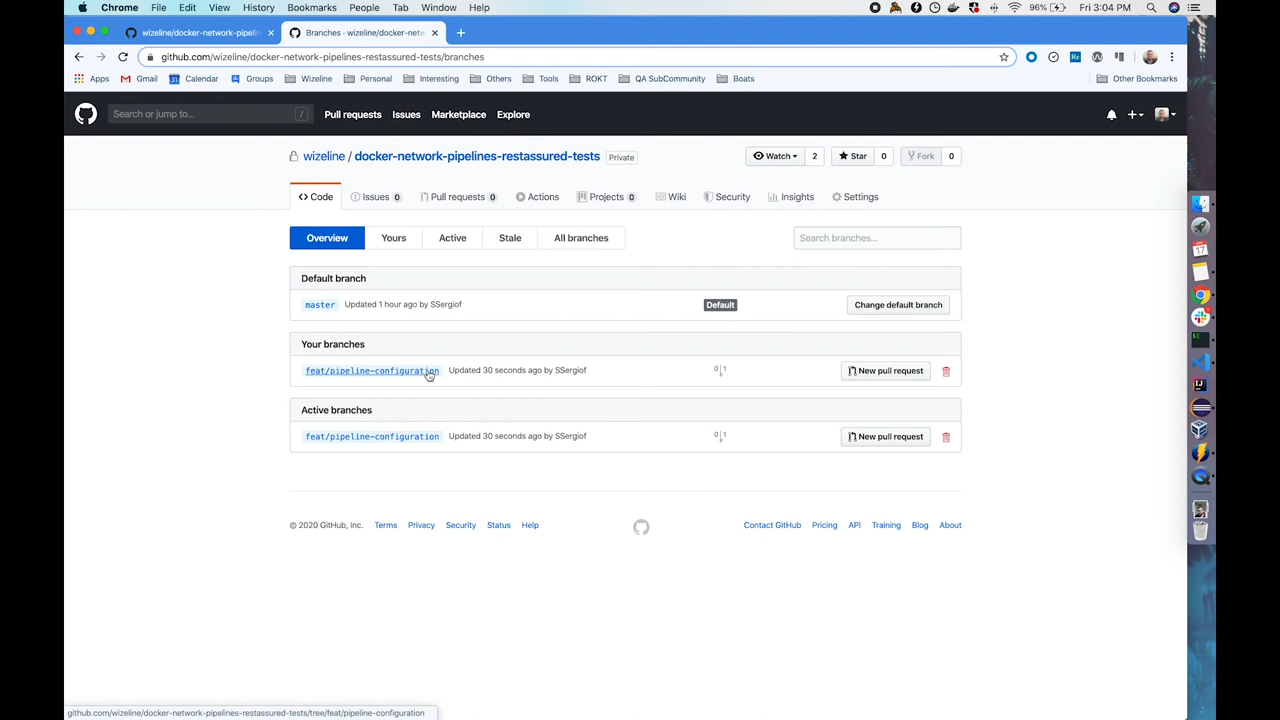 Chrome File Edit View History Bookmarks People Tab Window Help 96% Fri 3:04 PM
wizeline/docker-network-pipelin × Branches · wizeline/docker-netw × +
github.com/wizeline/docker-network-pipelines-restassured-tests/branches
Apps Gmail Calendar Groups Wizeline Personal Interesting Others Tools ROKT QA SubCommunity Boats Other Bookmarks
Search or jump to... / Pull requests Issues Marketplace Explore
wizeline / docker-network-pipelines-restassured-tests Private Watch 2 Star 0 Fork 0
Code Issues 0 Pull requests 0 Actions Projects 0 Wiki Security Insights Settings
Overview Yours Active Stale All branches Search branches...
Default branch
master Updated 1 hour ago by SSergiof Default Change default branch
Your branches
feat/pipeline-configuration Updated 30 seconds ago by SSergiof 0|1 New pull request
Active branches
feat/pipeline-configuration Updated 30 seconds ago by SSergiof 0|1 New pull request
© 2020 GitHub, Inc. Terms Privacy Security Status Help Contact GitHub Pricing API Training Blog About
github.com/wizeline/docker-network-pipelines-restassured-tests/tree/feat/pipeline-configuration